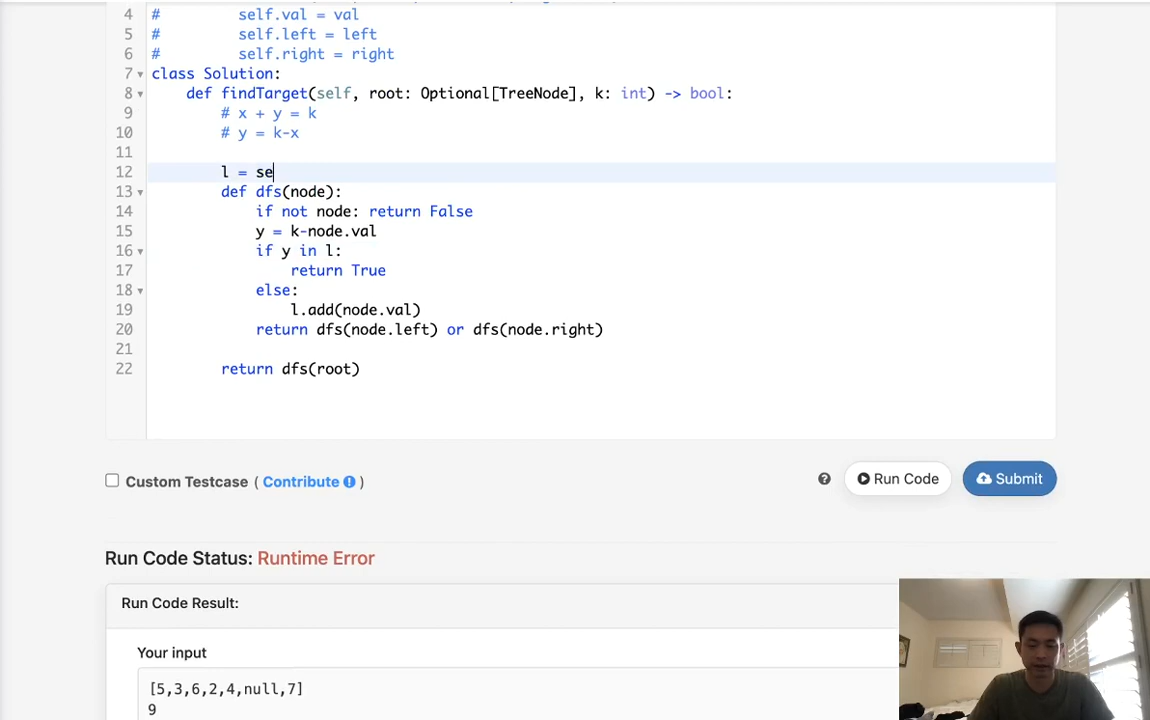 4 #         self.val = val
5 #         self.left = left
6 #         self.right = right
7 class Solution:
8     def findTarget(self, root: Optional[TreeNode], k: int) -> bool:
9         # x + y = k
10         # y = k-x
11
12         l = se
13         def dfs(node):
14             if not node: return False
15             y = k-node.val
16             if y in l:
17                 return True
18             else:
19                 l.add(node.val)
20             return dfs(node.left) or dfs(node.right)
21
22         return dfs(root)
Custom Testcase ( Contribute ! )
? Run Code Submit
Run Code Status: Runtime Error
Run Code Result:
Your input
[5,3,6,2,4,null,7]
9